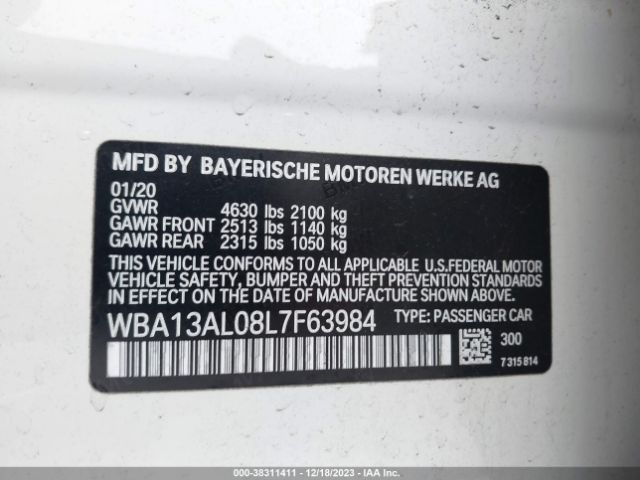 MFD BY BAYERISCHE MOTOREN WERKE AG
01/20
GVWR 4630 lbs 2100 kg
GAWR FRONT 2513 lbs 1140 kg
GAWR REAR 2315 lbs 1050 kg
THIS VEHICLE CONFORMS TO ALL APPLICABLE U.S.FEDERAL MOTOR
VEHICLE SAFETY, BUMPER AND THEFT PREVENTION STANDARDS
IN EFFECT ON THE DATE OF MANUFACTURE SHOWN ABOVE.
WBA13AL08L7F63984 TYPE: PASSENGER CAR
300
7 315 814
000-38311411 - 12/18/2023 - IAA Inc.